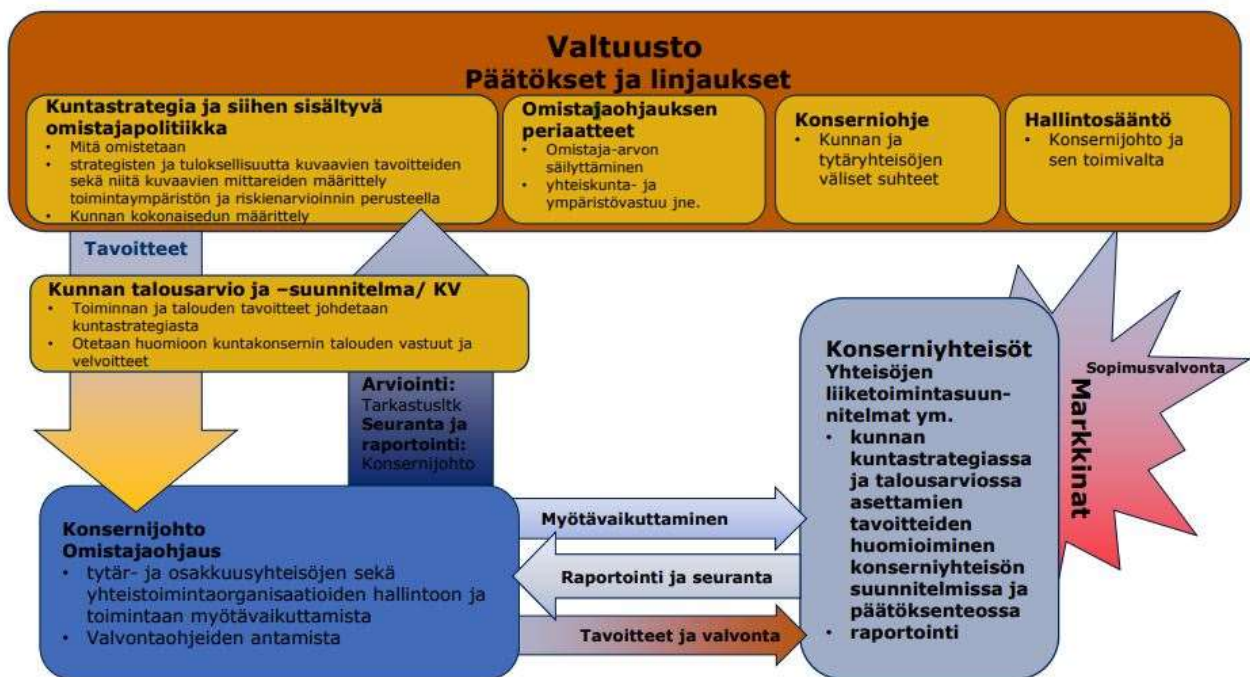 Valtuusto
Päätökset ja linjaukset
Kuntastrategia ja siihen sisältyvä
omistajapolitiikka
• Mitä omistetaan
• strategisten ja tuloksellisuutta kuvaavien tavoitteiden
sekä niitä kuvaavien mittareiden määrittely
toimintaympäristön ja riskienarvioinnin perusteella
• Kunnan kokonaisedun määrittely
Omistajaohjauksen
periaatteet
• Omistaja-arvon
säilyttäminen
• yhteiskunta- ja
ympäristövastuu jne.
Konserniohje
• Kunnan ja
tytäryhteisöjen
väliset suhteet
Hallintosääntö
• Konsernijohto ja
sen toimivalta
Tavoitteet
Kunnan talousarvio ja –suunnitelma/ KV
• Toiminnan ja talouden tavoitteet johdetaan
kuntastrategiasta
• Otetaan huomioon kuntakonsernin talouden vastuut ja
velvoitteet
Arviointi:
Tarkastusltk
Seuranta ja
raportointi:
Konsernijohto
Konsernijohto
Omistajaohjaus
• tytär- ja osakkuusyhteisöjen sekä
yhteistoimintaorganisaatioiden hallintoon ja
toimintaan myötävaikuttamista
• Valvontaohjeiden antamista
Myötävaikuttaminen
Raportointi ja seuranta
Tavoitteet ja valvonta
Konserniyhteisöt
Yhteisöjen
liiketoimintasuun-
nitelmat ym.
• kunnan
kuntastrategiassa
ja talousarviossa
asettamien
tavoitteiden
huomioiminen
konserniyhteisön
suunnitelmissa ja
päätöksenteossa
• raportointi
Markkinat
Sopimusvalvonta